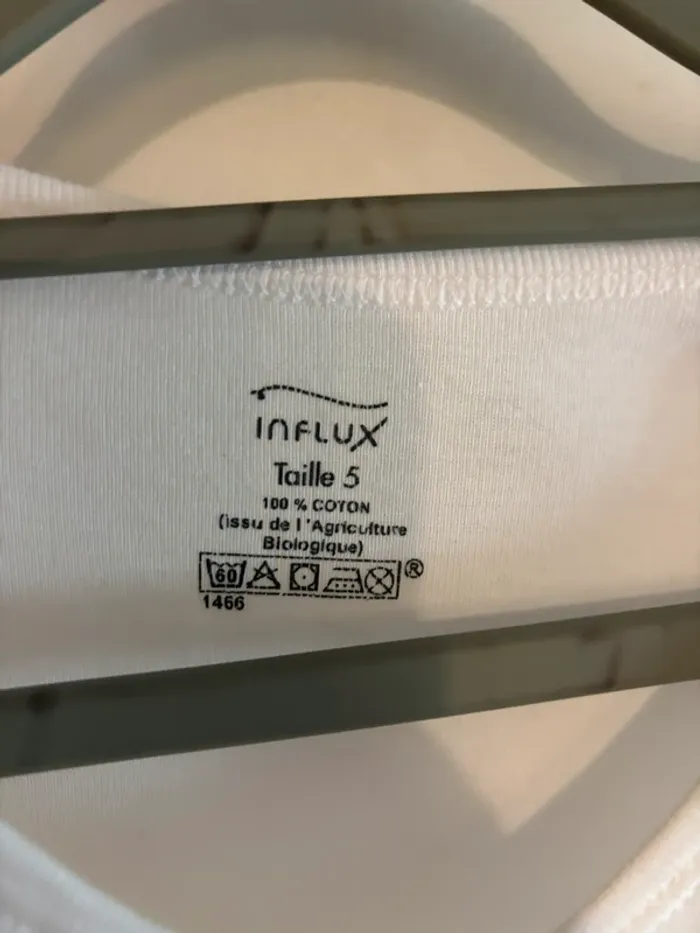 INFLUX
Taille 5
100 % COTON
(issu de l'Agriculture
Biologique)
60 ®
1466